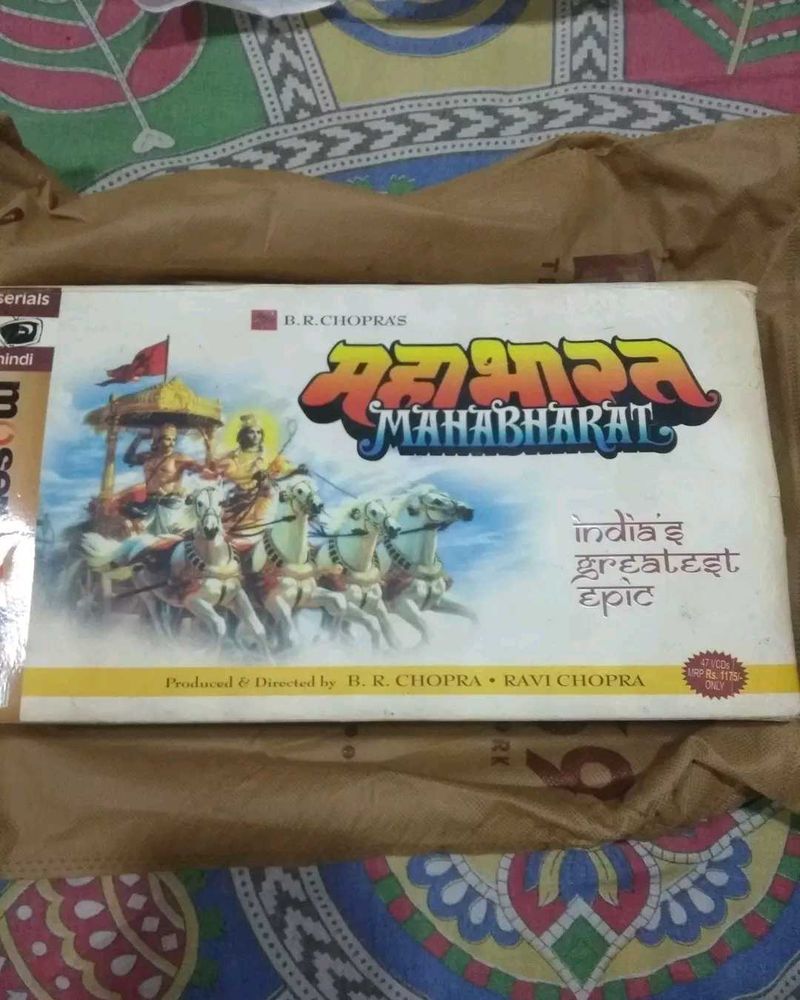 serials
hindi
B.R.CHOPRA'S
महाभारत
MAHABHARAT
india's
greatest
epic
Produced & Directed by B. R. CHOPRA • RAVI CHOPRA
47 VCDs
MRP Rs. 1175/-
ONLY